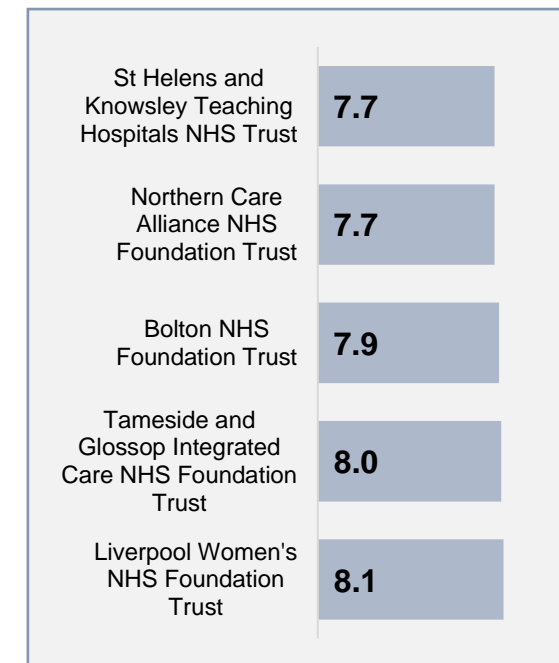 St Helens and
Knowsley Teaching
Hospitals NHS Trust
7.7
Northern Care
Alliance NHS
Foundation Trust
7.7
Bolton NHS
Foundation Trust
7.9
Tameside and
Glossop Integrated
Care NHS Foundation
Trust
8.0
Liverpool Women's
NHS Foundation
Trust
8.1